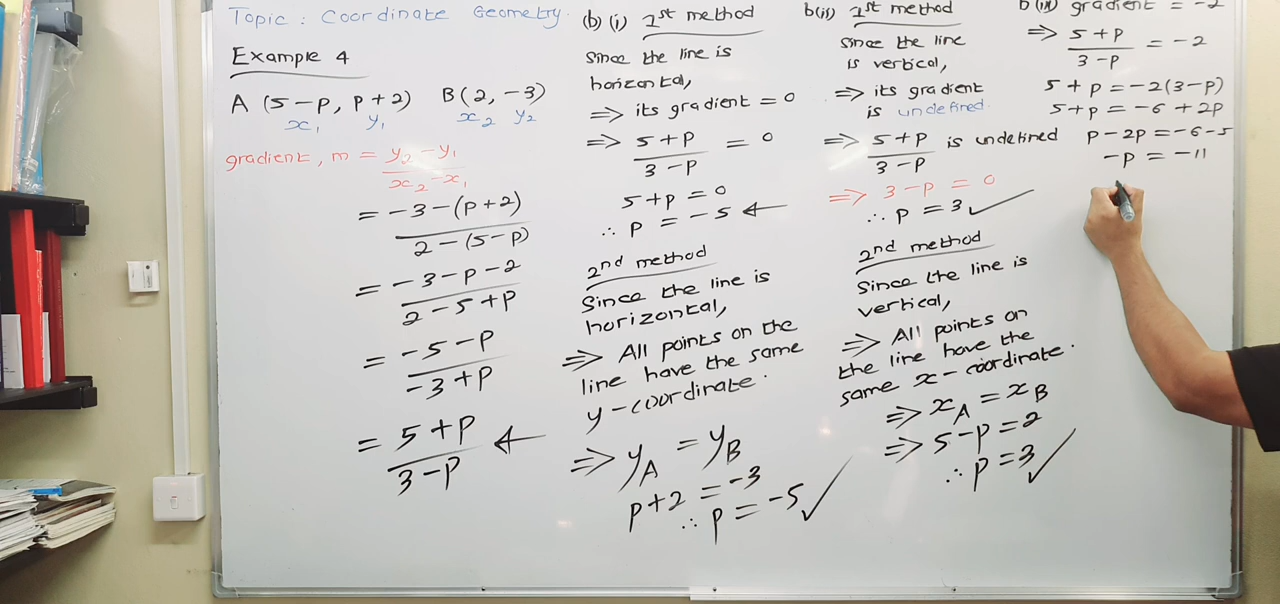 Topic : Coordinate Geometry.
Example 4
A (5-p, p+2) B(2, -3)
x₁ y₁ x₂ y₂
gradient, m = (y₂ - y₁)/(x₂ - x₁)
= (-3-(p+2))/(2-(5-p))
= (-3-p-2)/(2-5+p)
= (-5-p)/(-3+p)
= (5+p)/(3-p) ←
(b) (i) 1st method
Since the line is
horizontal,
⇒ its gradient = 0
⇒ (5+p)/(3-p) = 0
5+p = 0
∴ p = -5 ←
2nd method
Since the line is
horizontal,
⇒ All points on the
line have the same
y-coordinate.
⇒ y_A = y_B
p+2 = -3
∴ p = -5 ✓
b(ii) 1st method
Since the line
is vertical,
⇒ its gradient
is undefined.
⇒ (5+p)/(3-p) is undefined
⇒ 3-p = 0
∴ p = 3 ✓
2nd method
Since the line is
vertical,
⇒ All points on
the line have the
same x-coordinate.
⇒ x_A = x_B
⇒ 5-p = 2
∴ p = 3 ✓
b(iii) gradient = -2
⇒ (5+p)/(3-p) = -2
5+p = -2(3-p)
5+p = -6+2p
p-2p = -6-5
-p = -11